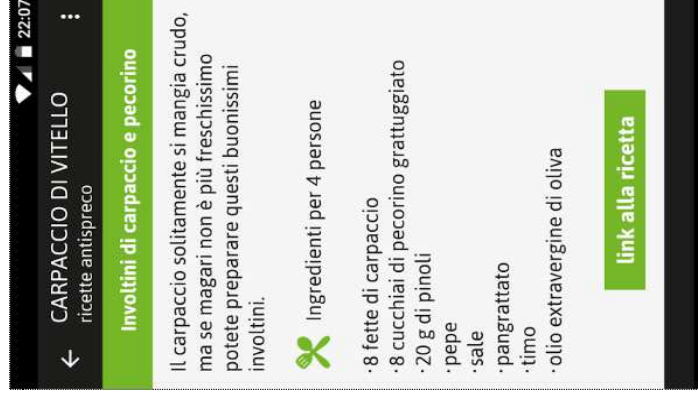 22:07
CARPACCIO DI VITELLO
ricette antispreco
Involtini di carpaccio e pecorino
Il carpaccio solitamente si mangia crudo,
ma se magari non è più freschissimo
potete preparare questi buonissimi
involtini.
Ingredienti per 4 persone
·8 fette di carpaccio
·8 cucchiai di pecorino grattuggiato
·20 g di pinoli
·pepe
·sale
·pangrattato
·timo
·olio extravergine di oliva
link alla ricetta